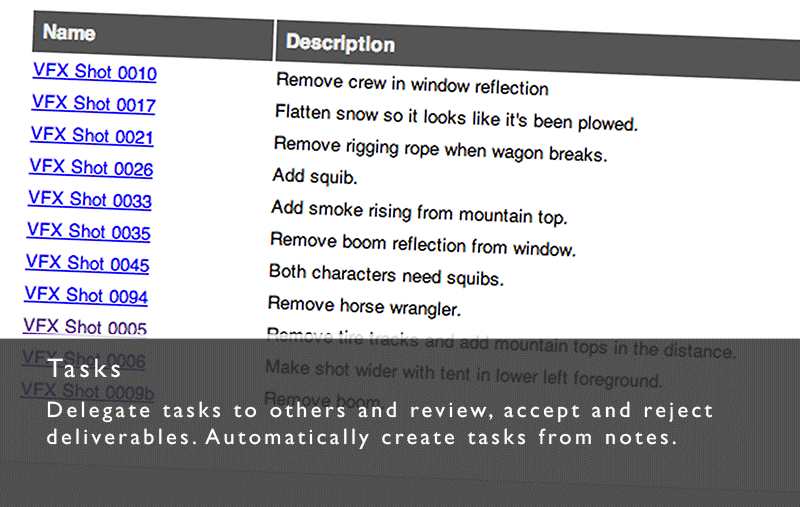 Name Description
VFX Shot 0010 Remove crew in window reflection
VFX Shot 0017 Flatten snow so it looks like it's been plowed.
VFX Shot 0021 Remove rigging rope when wagon breaks.
VFX Shot 0026 Add squib.
VFX Shot 0033 Add smoke rising from mountain top.
VFX Shot 0035 Remove boom reflection from window.
VFX Shot 0045 Both characters need squibs.
VFX Shot 0094 Remove horse wrangler.
VFX Shot 0005 Remove tire tracks and add mountain tops in the distance.
VFX Shot 0006 Make shot wider with tent in lower left foreground.
VFX Shot 0009b Remove boom
Tasks
Delegate tasks to others and review, accept and reject
deliverables. Automatically create tasks from notes.